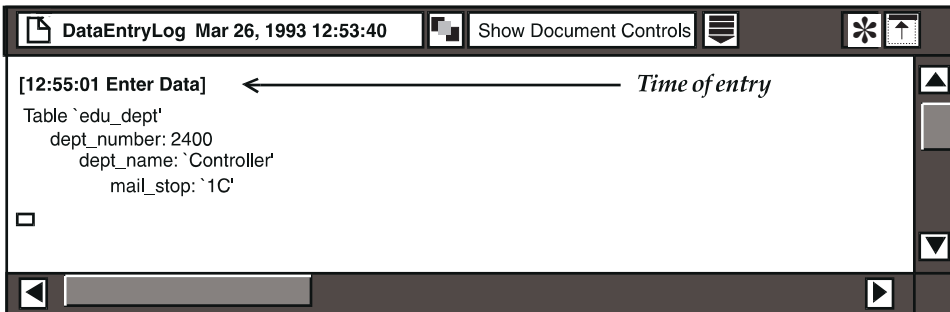 DataEntryLog Mar 26, 1993 12:53:40 Show Document Controls
[12:55:01 Enter Data] Time of entry
Table `edu_dept'
dept_number: 2400
dept_name: `Controller'
mail_stop: `1C'